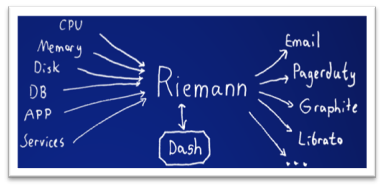 CPU
Memory
Disk
DB
APP
Services
Riemann
Dash
Email
Pagerduty
Graphite
Librato
...